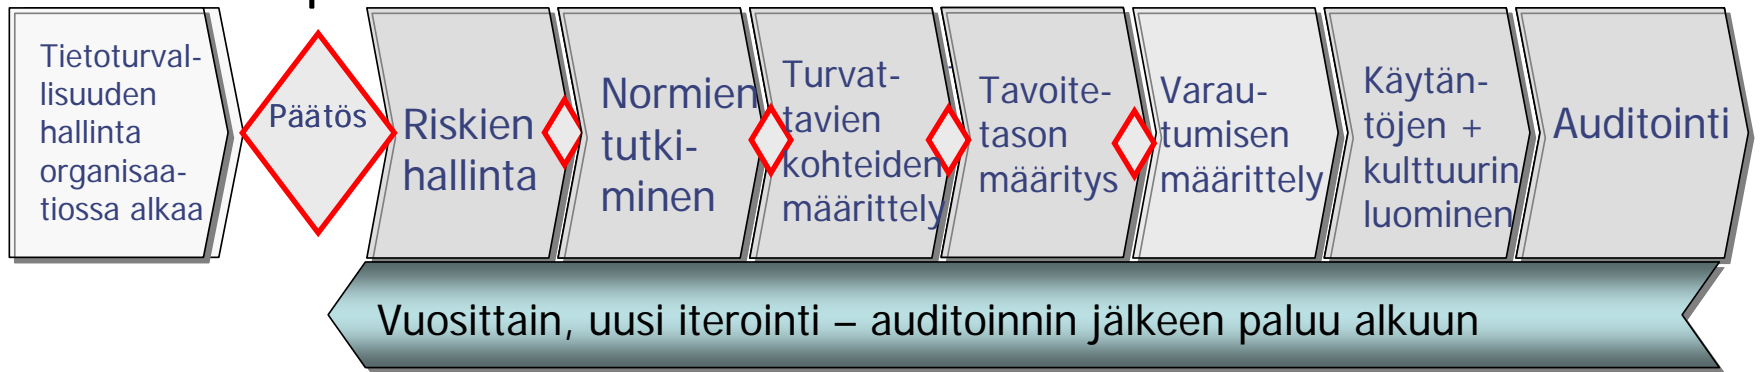 Tietoturval-
lisuuden
hallinta
organisaa-
tiossa alkaa
Päätös
Riskien
hallinta
Normien
tutki-
minen
Turvat-
tavien
kohteiden
määrittely
Tavoite-
tason
määritys
Varau-
tumisen
määrittely
Käytän-
töjen +
kulttuurin
luominen
Auditointi
Vuosittain, uusi iterointi – auditoinnin jälkeen paluu alkuun